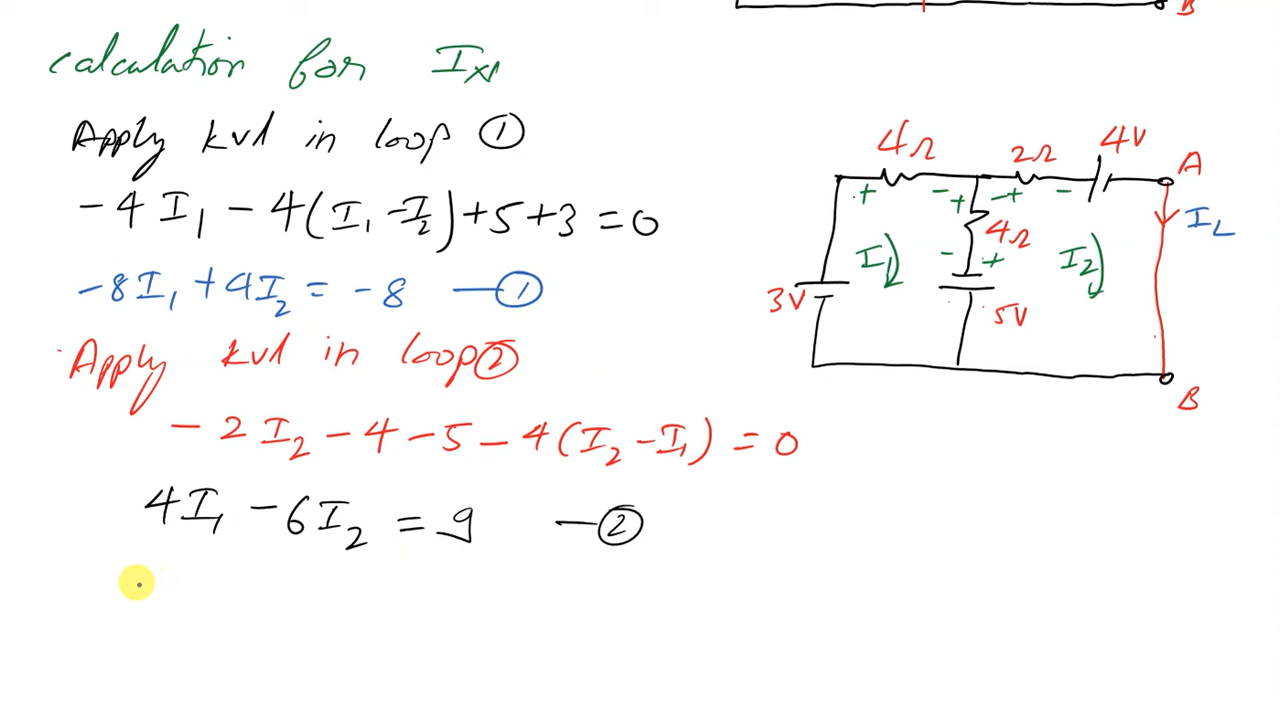 B
calculation for I_N
Apply kvl in loop ①
-4I₁ - 4(I₁ - I₂) + 5 + 3 = 0
-8I₁ + 4I₂ = -8 —①
Apply kvl in loop ②
- 2I₂ - 4 - 5 - 4(I₂ - I₁) = 0
4I₁ - 6I₂ = 9 —②
4Ω 2Ω 4V A
+ - + + -
4Ω I_L
I₁ - + I₂
3V 5V
B